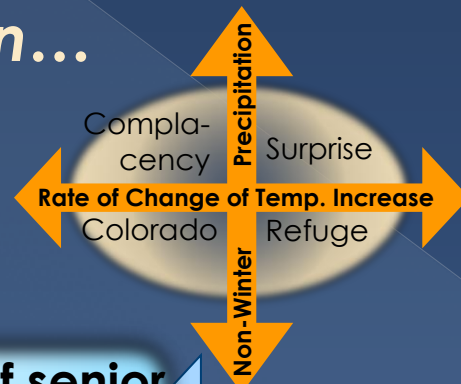 n...
Precipitation
Compla-
cency
Surprise
Rate of Change of Temp. Increase
Colorado
Refuge
Non-Winter
f senior